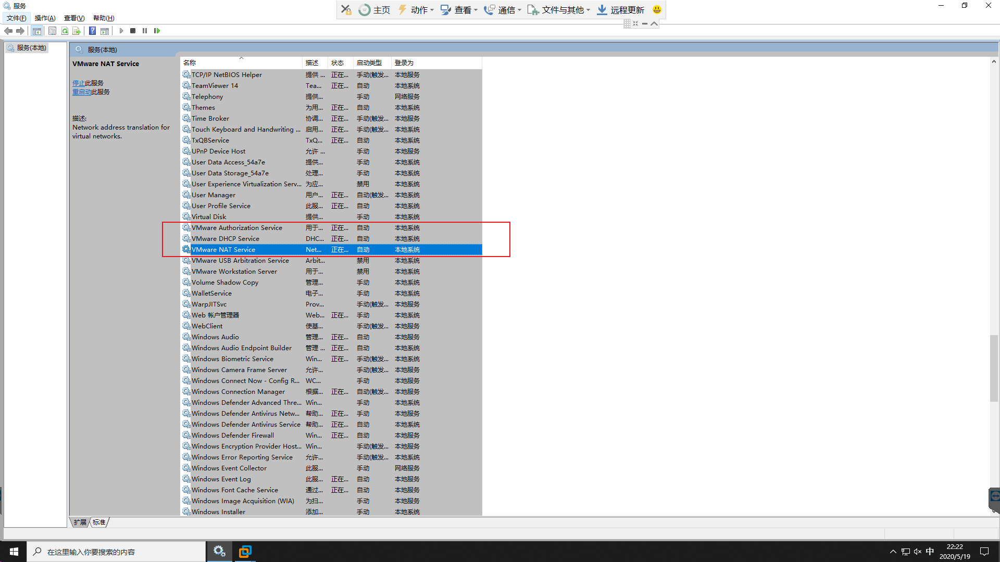 服务
主页 动作 查看 通信 文件与其他 远程更新
文件(F) 操作(A) 查看(V) 帮助(H)
服务(本地)
服务(本地)
VMware NAT Service
停止此服务
重启动此服务
描述:
Network address translation for
virtual networks.
名称 描述 状态 启动类型 登录为
TCP/IP NetBIOS Helper 提供 ... 正在... 手动(触发... 本地服务
TeamViewer 14 Tea... 正在... 自动 本地系统
Telephony 提供... 手动 网络服务
Themes 为用... 正在... 自动 本地系统
Time Broker 协调... 正在... 手动(触发... 本地服务
Touch Keyboard and Handwriting ... 启用... 正在... 手动(触发... 本地系统
TxQBService TxQ... 正在... 自动 本地系统
UPnP Device Host 允许 ... 手动 本地服务
User Data Access_54a7e 提供... 手动 本地系统
User Data Storage_54a7e 处理... 手动 本地系统
User Experience Virtualization Serv... 为应... 禁用 本地系统
User Manager 用户... 正在... 自动(触发... 本地系统
User Profile Service 此服... 正在... 自动 本地系统
Virtual Disk 提供... 手动 本地系统
VMware Authorization Service 用于... 正在... 自动 本地系统
VMware DHCP Service DHC... 正在... 自动 本地系统
VMware NAT Service Net... 正在... 自动 本地系统
VMware USB Arbitration Service Arbit... 禁用 本地系统
VMware Workstation Server 用于... 禁用 本地系统
Volume Shadow Copy 管理... 手动 本地系统
WalletService 电子... 手动 本地系统
WarpJITSvc Prov... 手动(触发... 本地服务
Web 帐户管理器 Web... 正在... 手动 本地系统
WebClient 使基... 手动(触发... 本地服务
Windows Audio 管理... 正在... 自动 本地服务
Windows Audio Endpoint Builder 管理 ... 正在... 自动 本地系统
Windows Biometric Service Win... 正在... 手动(触发... 本地系统
Windows Camera Frame Server 允许... 手动(触发... 本地服务
Windows Connect Now - Config R... WC... 手动 本地服务
Windows Connection Manager 根据... 正在... 自动(触发... 本地服务
Windows Defender Advanced Thre... Win... 手动 本地系统
Windows Defender Antivirus Netw... 帮助... 正在... 手动 本地服务
Windows Defender Antivirus Service 帮助... 正在... 自动 本地系统
Windows Defender Firewall Win... 正在... 自动 本地服务
Windows Encryption Provider Host... Win... 手动(触发... 本地服务
Windows Error Reporting Service 允许... 手动(触发... 本地系统
Windows Event Collector 此服... 手动 网络服务
Windows Event Log 此服... 正在... 自动 本地服务
Windows Font Cache Service 通过... 正在... 自动 本地服务
Windows Image Acquisition (WIA) 为扫... 手动 本地服务
Windows Installer 添加... 手动 本地系统
扩展 标准
在这里输入你要搜索的内容
中
22:22
2020/5/19